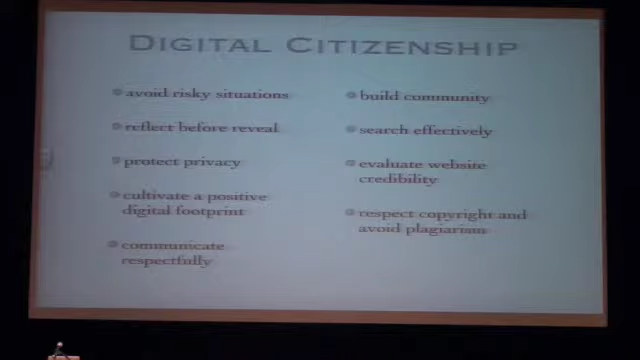 DIGITAL CITIZENSHIP
avoid risky situations
reflect before reveal
protect privacy
cultivate a positive
digital footprint
communicate
respectfully
build community
search effectively
evaluate website
credibility
respect copyright and
avoid plagiarism